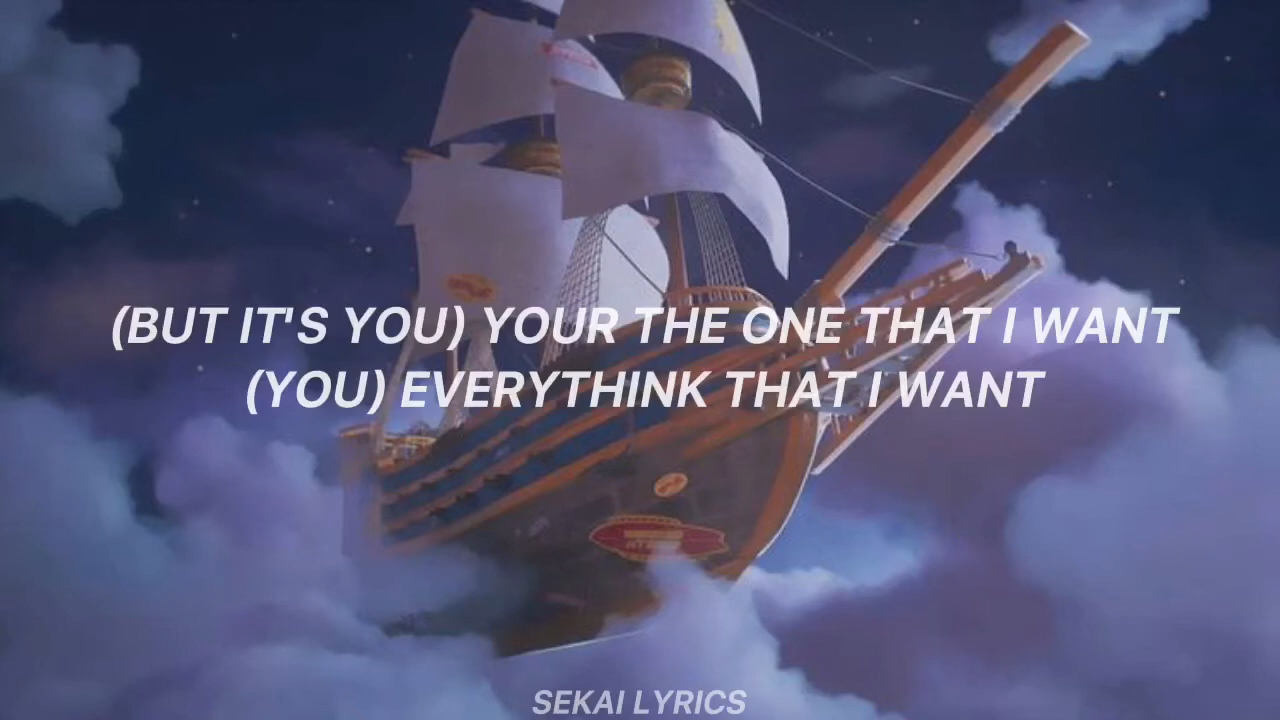 (BUT IT'S YOU) YOUR THE ONE THAT I WANT
(YOU) EVERYTHINK THAT I WANT
SEKAI LYRICS